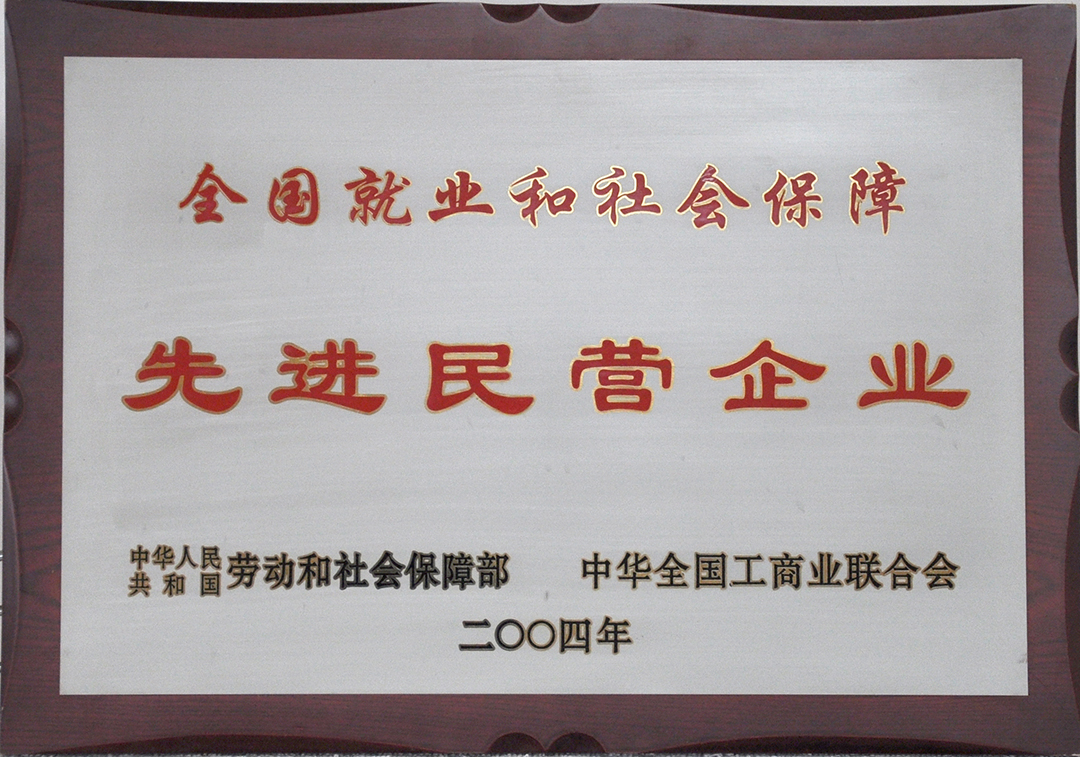 全国就业和社会保障
先进民营企业
中华人民共和国劳动和社会保障部 中华全国工商业联合会
二〇〇四年